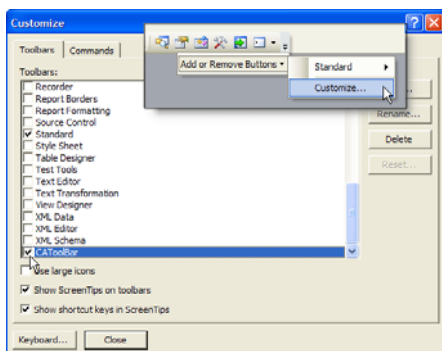 Customize
Toolbars
Commands
Add or Remove Buttons
Standard
Customize...
Toolbars:
Recorder
Report Borders
Report Formatting
Source Control
Standard
Style Sheet
Table Designer
Test Tools
Text Editor
Text Transformation
View Designer
XML Data
XML Editor
XML Schema
CAToolBar
Rename...
Delete
Reset...
Use large icons
Show ScreenTips on toolbars
Show shortcut keys in ScreenTips
Keyboard...
Close